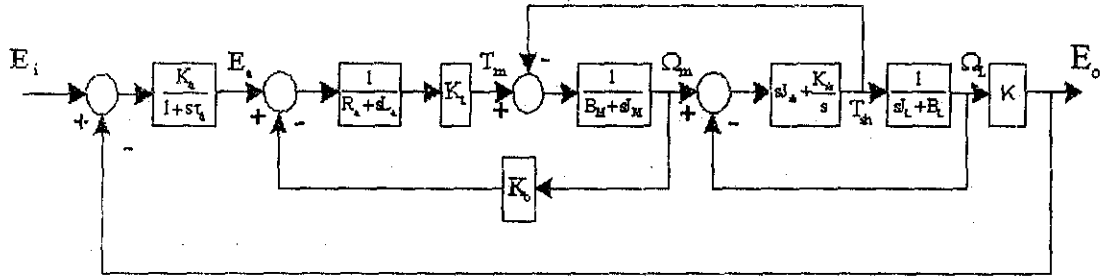 E_i
+
-
K_a
1+sτ_a
E_a
+
-
1
R_a+sL_a
K_t
T_m
+
-
1
B_M+sJ_M
Ω_m
+
-
K_sh
s
T_sh
1
sJ_L+B_L
Ω_L
K
E_o
K_b